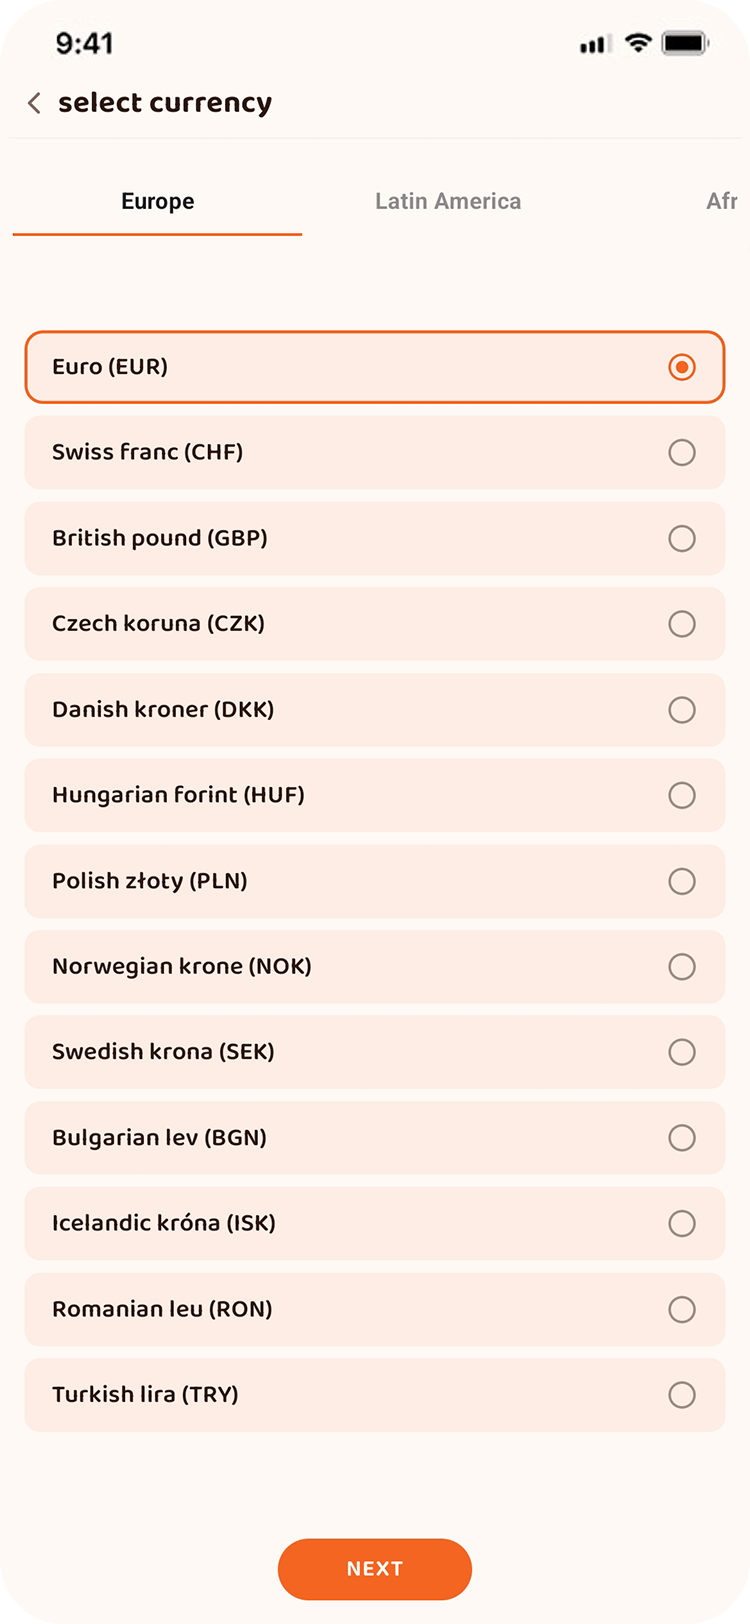 9:41
select currency
Europe Latin America Afr
Euro (EUR)
Swiss franc (CHF)
British pound (GBP)
Czech koruna (CZK)
Danish kroner (DKK)
Hungarian forint (HUF)
Polish złoty (PLN)
Norwegian krone (NOK)
Swedish krona (SEK)
Bulgarian lev (BGN)
Icelandic króna (ISK)
Romanian leu (RON)
Turkish lira (TRY)
NEXT